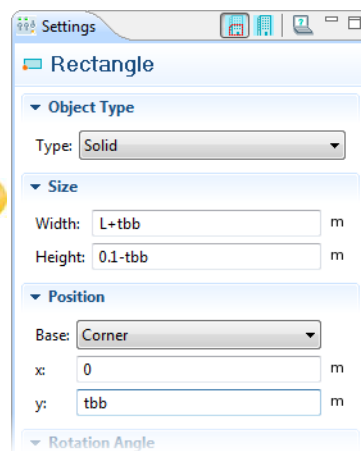 Settings
Rectangle
Object Type
Type: Solid
Size
Width: L+tbb m
Height: 0.1-tbb m
Position
Base: Corner
x: 0 m
y: tbb m
Rotation Angle